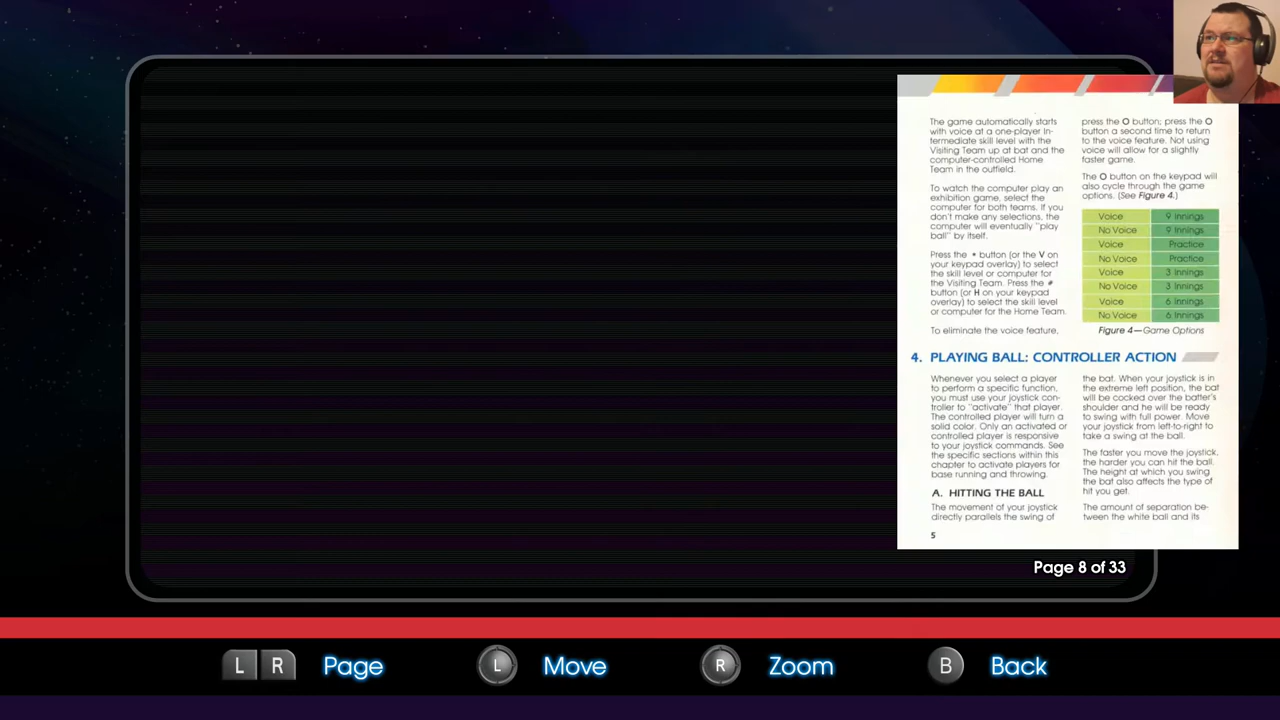 The game automatically starts
with voice at a one-player In-
termediate skill level with the
Visiting Team up at bat and the
computer-controlled Home
Team in the outfield.
To watch the computer play an
exhibition game, select the
computer for both teams. If you
don't make any selections, the
computer will eventually "play
ball" by itself.
Press the * button (or the V on
your keypad overlay) to select
the skill level or computer for
the Visiting Team. Press the #
button (or H on your keypad
overlay) to select the skill level
or computer for the Home Team.
To eliminate the voice feature,
press the O button; press the O
button a second time to return
to the voice feature. Not using
voice will allow for a slightly
faster game.
The O button on the keypad will
also cycle through the game
options. (See Figure 4.)
Voice 9 Innings
No Voice 9 Innings
Voice Practice
No Voice Practice
Voice 3 Innings
No Voice 3 Innings
Voice 6 Innings
No Voice 6 Innings
Figure 4—Game Options
4. PLAYING BALL: CONTROLLER ACTION
Whenever you select a player
to perform a specific function,
you must use your joystick con-
troller to "activate" that player.
The controlled player will turn a
solid color. Only an activated or
controlled player is responsive
to your joystick commands. See
the specific sections within this
chapter to activate players for
base running and throwing.
A. HITTING THE BALL
The movement of your joystick
directly parallels the swing of
the bat. When your joystick is in
the extreme left position, the bat
will be cocked over the batter's
shoulder and he will be ready
to swing with full power. Move
your joystick from left-to-right to
take a swing at the ball.
The faster you move the joystick,
the harder you can hit the ball.
The height at which you swing
the bat also affects the type of
hit you get.
The amount of separation be-
tween the white ball and its
5
Page 8 of 33
L R Page L Move R Zoom B Back